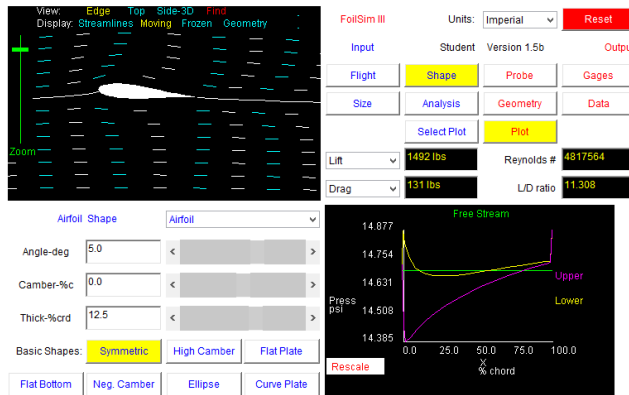 View: Edge Top Side-3D Find
Display: Streamlines Moving Frozen Geometry
Zoom
FoilSim III Units: Imperial Reset
Input Student Version 1.5b Outpu
Flight Shape Probe Gages
Size Analysis Geometry Data
Select Plot Plot
Lift 1492 lbs Reynolds # 4817564
Drag 131 lbs L/D ratio 11.308
Airfoil Shape Airfoil
Angle-deg 5.0
Camber-%c 0.0
Thick-%crd 12.5
Basic Shapes: Symmetric High Camber Flat Plate
Flat Bottom Neg. Camber Ellipse Curve Plate
Free Stream
14.877
14.754
14.631
14.508
14.385
Press
psi
Upper
Lower
0.0 25.0 50.0 75.0 100.0
X
% chord
Rescale